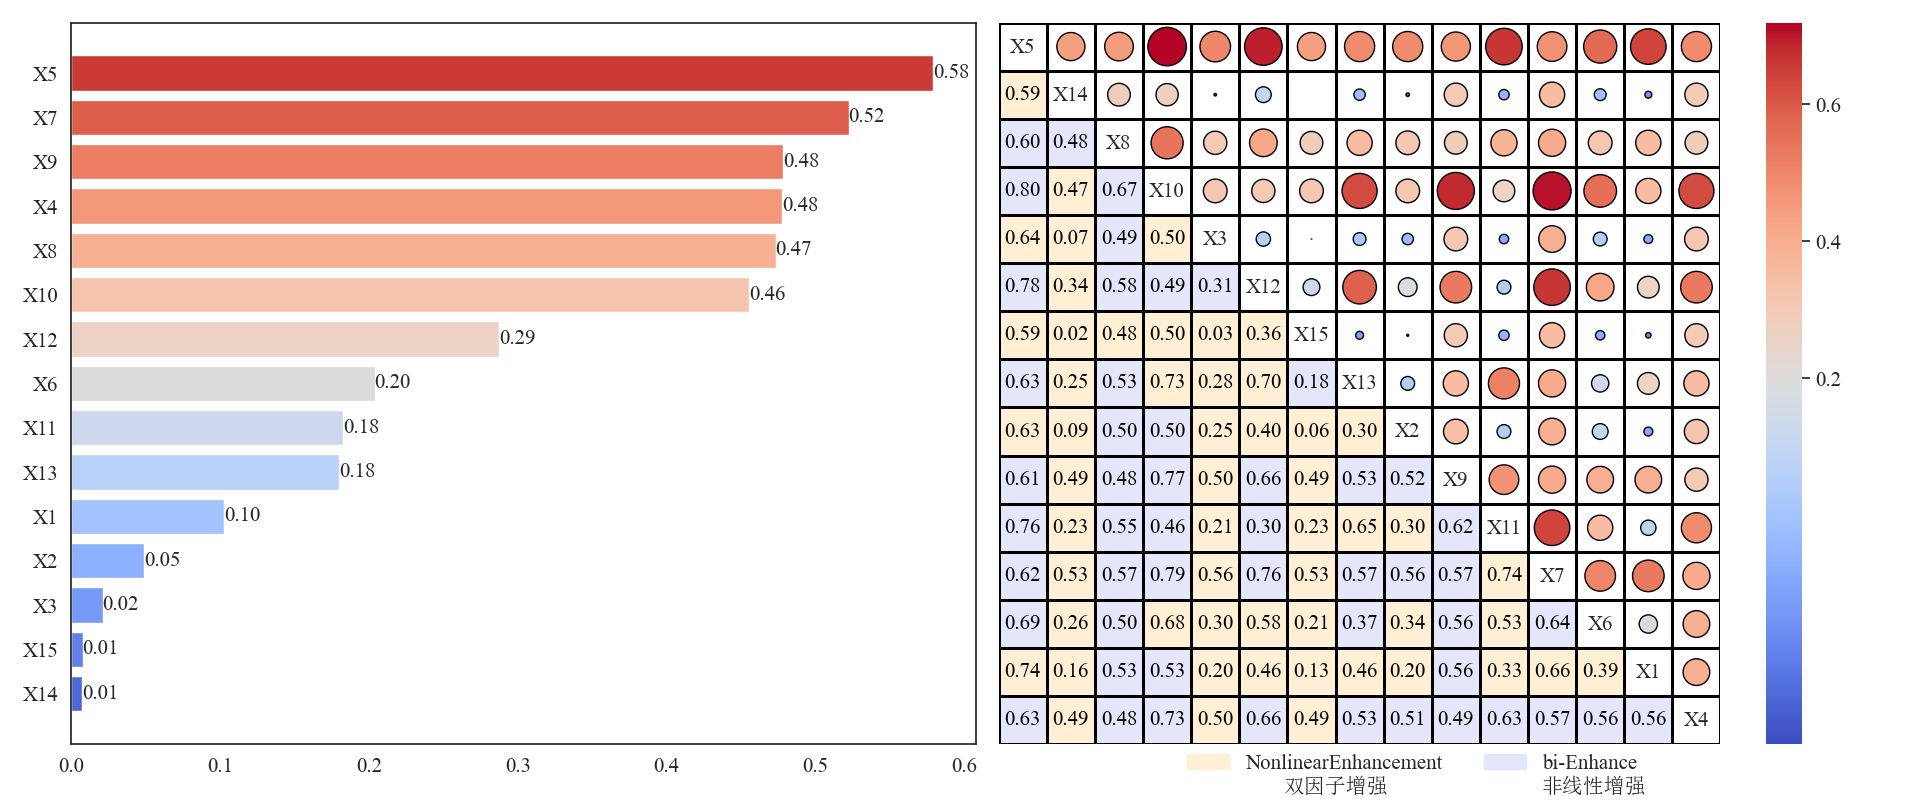 X5 0.58
X7 0.52
X9 0.48
X4 0.48
X8 0.47
X10 0.46
X12 0.29
X6 0.20
X11 0.18
X13 0.18
X1 0.10
X2 0.05
X3 0.02
X15 0.01
X14 0.01
0.0 0.1 0.2 0.3 0.4 0.5 0.6
X5
0.59 X14
0.60 0.48 X8
0.80 0.47 0.67 X10
0.64 0.07 0.49 0.50 X3
0.78 0.34 0.58 0.49 0.31 X12
0.59 0.02 0.48 0.50 0.03 0.36 X15
0.63 0.25 0.53 0.73 0.28 0.70 0.18 X13
0.63 0.09 0.50 0.50 0.25 0.40 0.06 0.30 X2
0.61 0.49 0.48 0.77 0.50 0.66 0.49 0.53 0.52 X9
0.76 0.23 0.55 0.46 0.21 0.30 0.23 0.65 0.30 0.62 X11
0.62 0.53 0.57 0.79 0.56 0.76 0.53 0.57 0.56 0.57 0.74 X7
0.69 0.26 0.50 0.68 0.30 0.58 0.21 0.37 0.34 0.56 0.53 0.64 X6
0.74 0.16 0.53 0.53 0.20 0.46 0.13 0.46 0.20 0.56 0.33 0.66 0.39 X1
0.63 0.49 0.48 0.73 0.50 0.66 0.49 0.53 0.51 0.49 0.63 0.57 0.56 0.56 X4
NonlinearEnhancement bi-Enhance
双因子增强 非线性增强
0.6
0.4
0.2